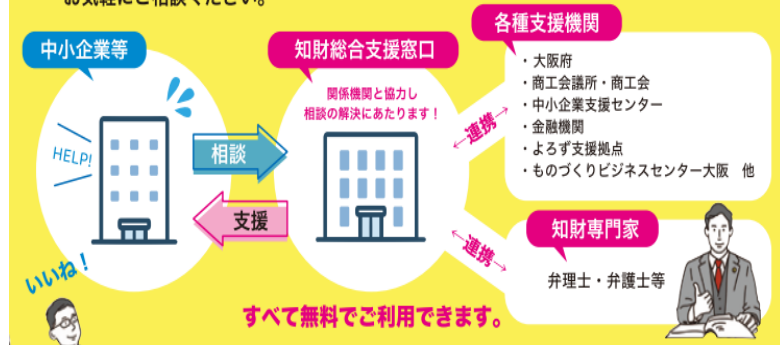 お気軽にご相談ください。
中小企業等
HELP!
相談
支援
いいね！
知財総合支援窓口
関係機関と協力し
相談の解決にあたります！
連携
連携
各種支援機関
・大阪府
・商工会議所・商工会
・中小企業支援センター
・金融機関
・よろず支援拠点
・ものづくりビジネスセンター大阪　他
知財専門家
弁理士・弁護士等
すべて無料でご利用できます。